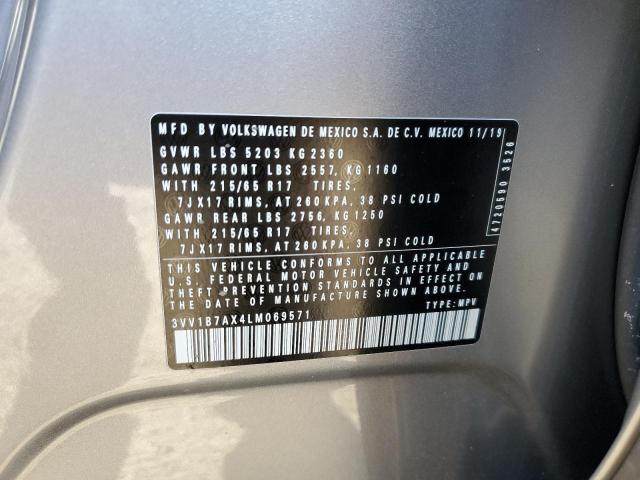 MFD BY VOLKSWAGEN DE MEXICO S.A. DE C.V. MEXICO 11/19
GVWR LBS 5203 KG 2360
GAWR FRONT LBS 2557, KG 1160
WITH 215/65 R17 TIRES,
7JX17 RIMS, AT 260 KPA, 38 PSI COLD
GAWR REAR LBS 2756, KG 1250
WITH 215/65 R17 TIRES,
7JX17 RIMS, AT 260 KPA, 38 PSI COLD
THIS VEHICLE CONFORMS TO ALL APPLICABLE
U.S. FEDERAL MOTOR VEHICLE SAFETY AND
THEFT PREVENTION STANDARDS IN EFFECT ON
THE DATE OF MANUFACTURE SHOWN ABOVE
3VV1B7AX4LM069571 TYPE: MPV
4720590 3526